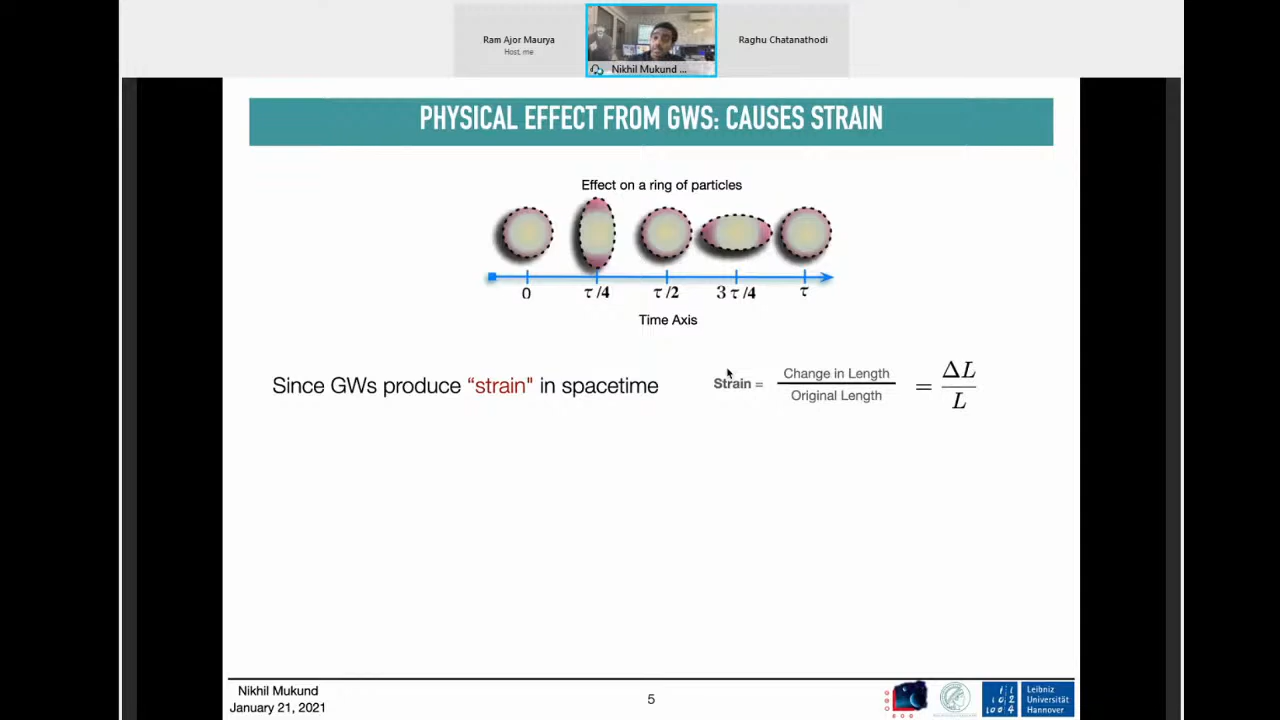 Ram Ajor Maurya
Host, me
Nikhil Mukund ...
Raghu Chatanathodi
PHYSICAL EFFECT FROM GWS: CAUSES STRAIN
Effect on a ring of particles
0 τ/4 τ/2 3 τ/4 τ
Time Axis
Since GWs produce “strain" in spacetime
Strain = Change in Length / Original Length = ΔL / L
Nikhil Mukund
January 21, 2021
5
Leibniz
Universität
Hannover